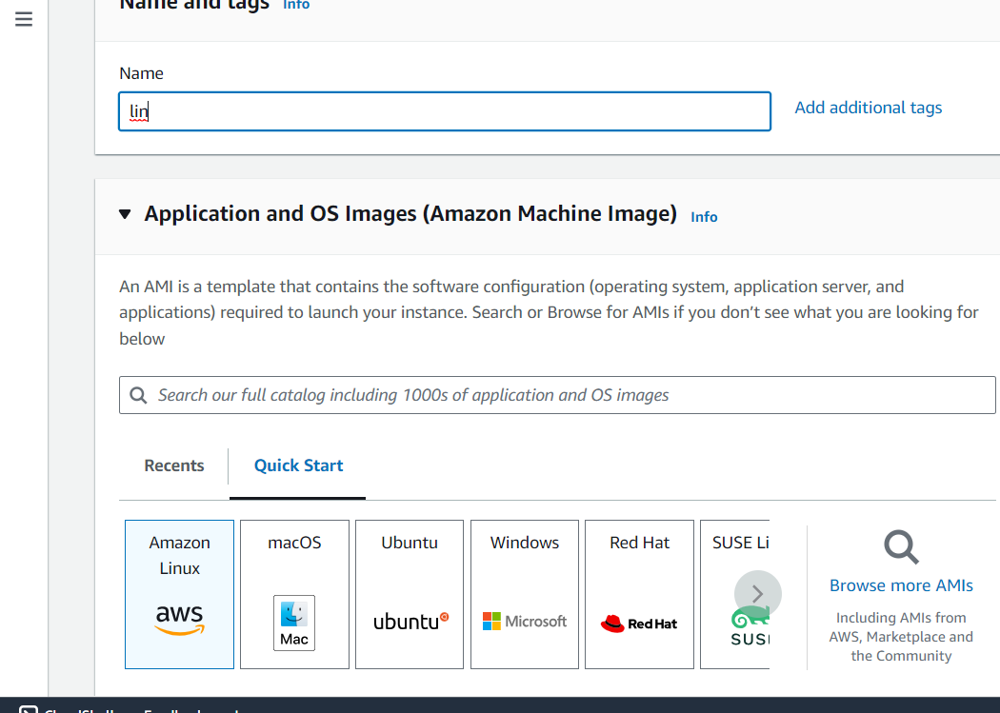 Name and tags Info
Name
lin
Add additional tags
Application and OS Images (Amazon Machine Image) Info
An AMI is a template that contains the software configuration (operating system, application server, and
applications) required to launch your instance. Search or Browse for AMIs if you don’t see what you are looking for
below
Search our full catalog including 1000s of application and OS images
Recents
Quick Start
Amazon
Linux
aws
macOS
Mac
Ubuntu
ubuntu
Windows
Microsoft
Red Hat
Red Hat
SUSE Li
SUS
Browse more AMIs
Including AMIs from
AWS, Marketplace and
the Community